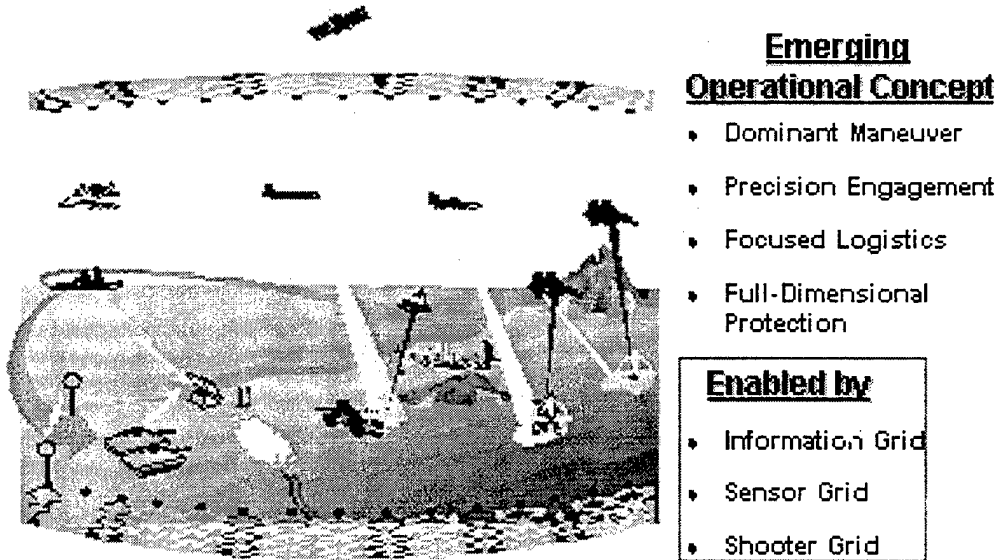 Emerging
Operational Concept
• Dominant Maneuver
• Precision Engagement
• Focused Logistics
• Full-Dimensional
Protection
Enabled by
• Information Grid
• Sensor Grid
• Shooter Grid